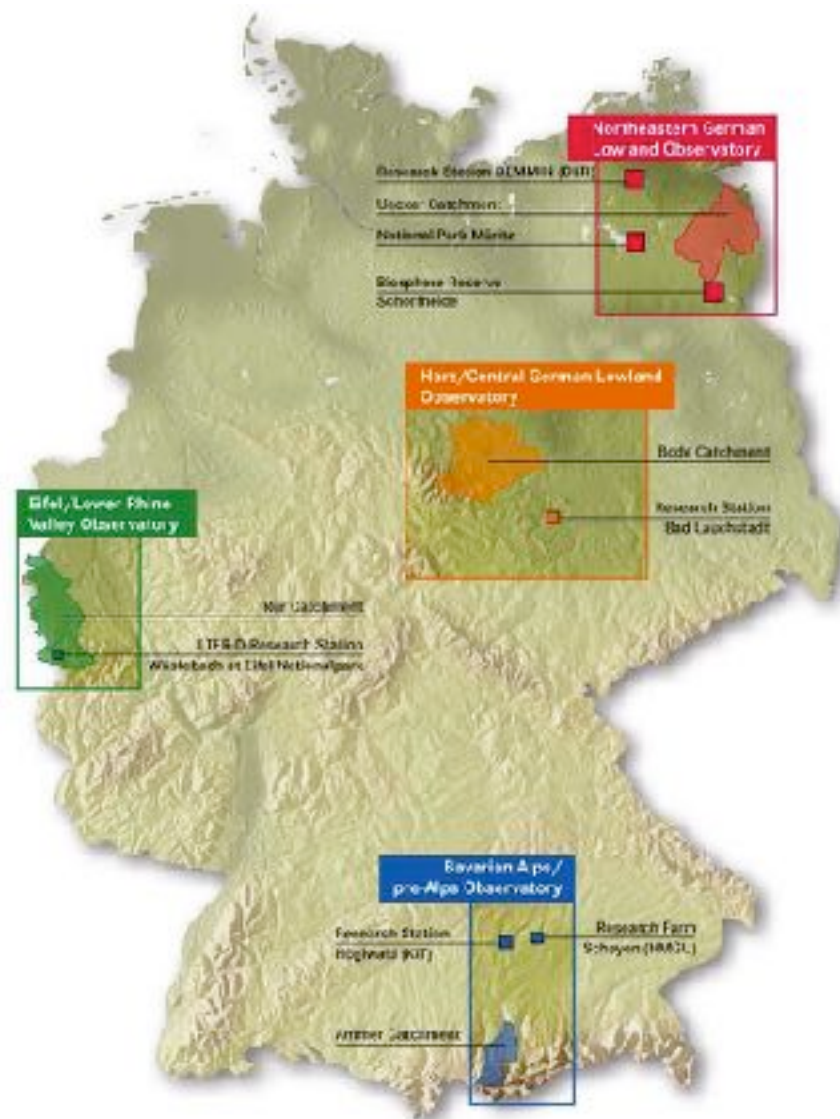 Northeastern German
Lowland Observatory
Research Station DEMMIN (DLR)
Uecker Catchment
National Park Müritz
Biosphere Reserve
Schorfheide
Harz/Central German Lowland
Observatory
Bode Catchment
Research Station
Bad Lauchstädt
Eifel/Lower Rhine
Valley Observatory
Rur Catchment
LTER-D Research Station
Wüstebach at Eifel Nationalpark
Bavarian Alps/
pre-Alps Observatory
Research Station
Höglwald (KIT)
Research Farm
Scheyern (HMGU)
Ammer Catchment